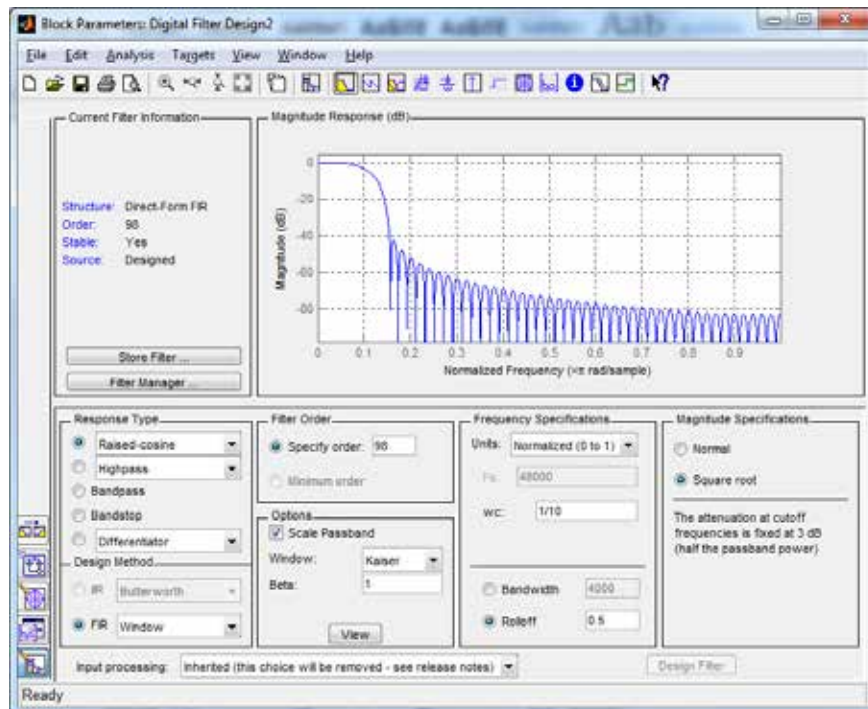 Block Parameters: Digital Filter Design2
File Edit Analysis Targets View Window Help
Current Filter Information
Structure: Direct-Form FIR
Order: 98
Stable: Yes
Source: Designed
Store Filter ...
Filter Manager ...
Magnitude Response (dB)
Magnitude (dB)
0
-20
-40
-60
-80
0 0.1 0.2 0.3 0.4 0.5 0.6 0.7 0.8 0.9
Normalized Frequency (×π rad/sample)
Response Type
Raised-cosine
Highpass
Bandpass
Bandstop
Differentiator
Design Method
IIR Butterworth
FIR Window
Filter Order
Specify order: 98
Minimum order
Options
Scale Passband
Window: Kaiser
Beta: 1
View
Frequency Specifications
Units: Normalized (0 to 1)
Fs: 48000
wc: 1/10
Bandwidth 4000
Rolloff 0.5
Magnitude Specifications
Normal
Square root
The attenuation at cutoff
frequencies is fixed at 3 dB
(half the passband power)
Input processing: Inherited (this choice will be removed - see release notes)
Design Filter
Ready